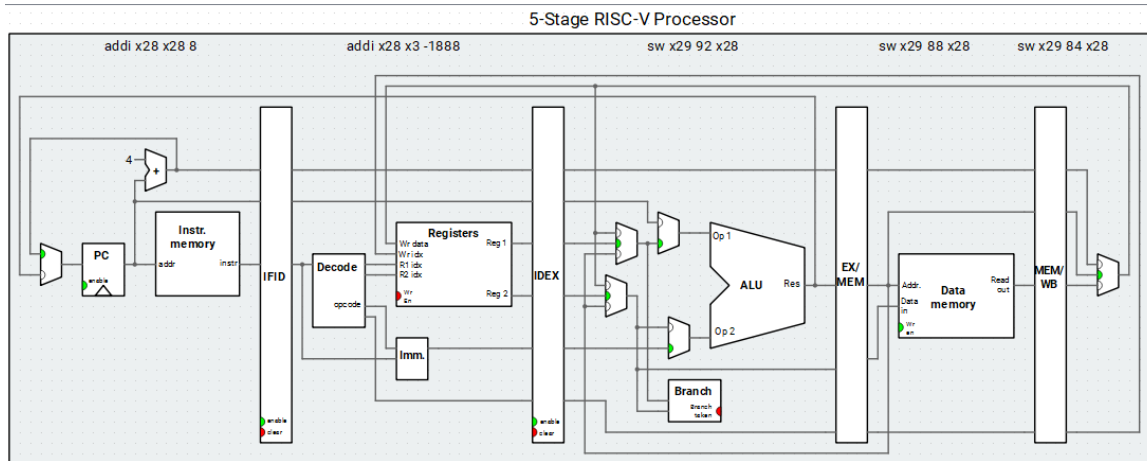 5-Stage RISC-V Processor
addi x28 x28 8
addi x28 x3 -1888
sw x29 92 x28
sw x29 88 x28
sw x29 84 x28
4
+
PC
enable
Instr.
memory
addr
instr
IFID
enable
clear
Decode
opcode
Registers
Wr data
Wr idx
R1 idx
R2 idx
Wr
En
Reg 1
Reg 2
Imm.
IDEX
enable
clear
Op 1
ALU
Res
Op 2
Branch
Branch
taken
EX/
MEM
Addr.
Data
in
Wr
en
Data
memory
Read
out
MEM/
WB